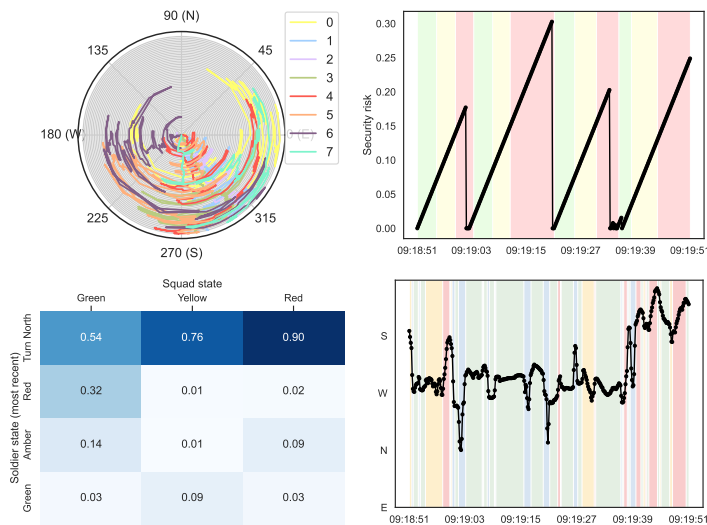 90 (N)
135
45
180 (W
(E)
225
315
270 (S)
0
1
2
3
4
5
6
7
Security risk
0.30
0.25
0.20
0.15
0.10
0.05
0.00
09:18:51 09:19:03 09:19:15 09:19:27 09:19:39 09:19:51
Squad state
Green Yellow Red
Soldier state (most recent)
Turn North 0.54 0.76 0.90
Red 0.32 0.01 0.02
Amber 0.14 0.01 0.09
Green 0.03 0.09 0.03
S
W
N
E
09:18:51 09:19:03 09:19:15 09:19:27 09:19:39 09:19:51